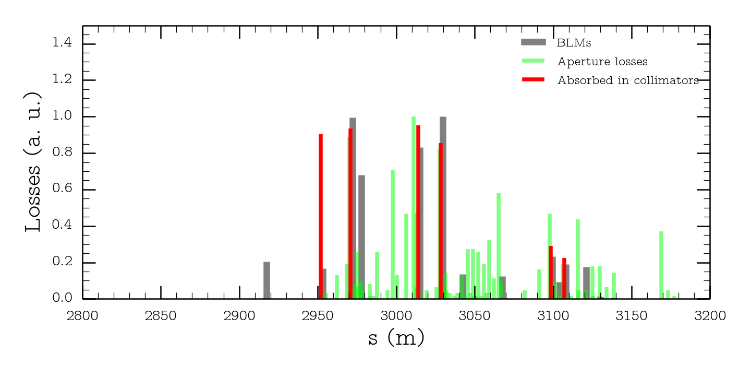 1.4
1.2
1.0
0.8
0.6
0.4
0.2
0.0
Losses (a. u.)
BLMs
Aperture losses
Absorbed in collimators
2800 2850 2900 2950 3000 3050 3100 3150 3200
s (m)